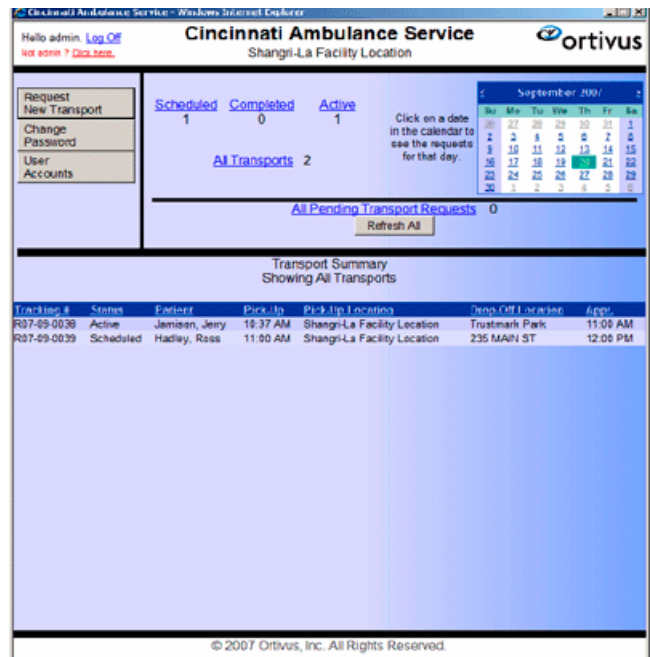 Cincinnati Ambulance Service - Windows Internet Explorer
Hello admin. Log Off
Not admin ? Click here.
Cincinnati Ambulance Service
Shangri-La Facility Location
ortivus
Request
New Transport
Change
Password
User
Accounts
Scheduled Completed Active
1 0 1
All Transports 2
Click on a date
in the calendar to
see the requests
for that day.
< September 2007 >
Su Mo Tu We Th Fr Sa
26 27 28 29 30 31 1
2 3 4 5 6 7 8
9 10 11 12 13 14 15
16 17 18 19 20 21 22
23 24 25 26 27 28 29
30 1 2 3 4 5 6
All Pending Transport Requests 0
Refresh All
Transport Summary
Showing All Transports
Tracking # Status Patient Pick-Up Pick-Up Location Drop-Off Location Appt.
R07-09-0038 Active Jamison, Jerry 10:37 AM Shangri-La Facility Location Trustmark Park 11:00 AM
R07-09-0039 Scheduled Hadley, Ross 11:00 AM Shangri-La Facility Location 235 MAIN ST 12:00 PM
© 2007 Ortivus, Inc. All Rights Reserved.